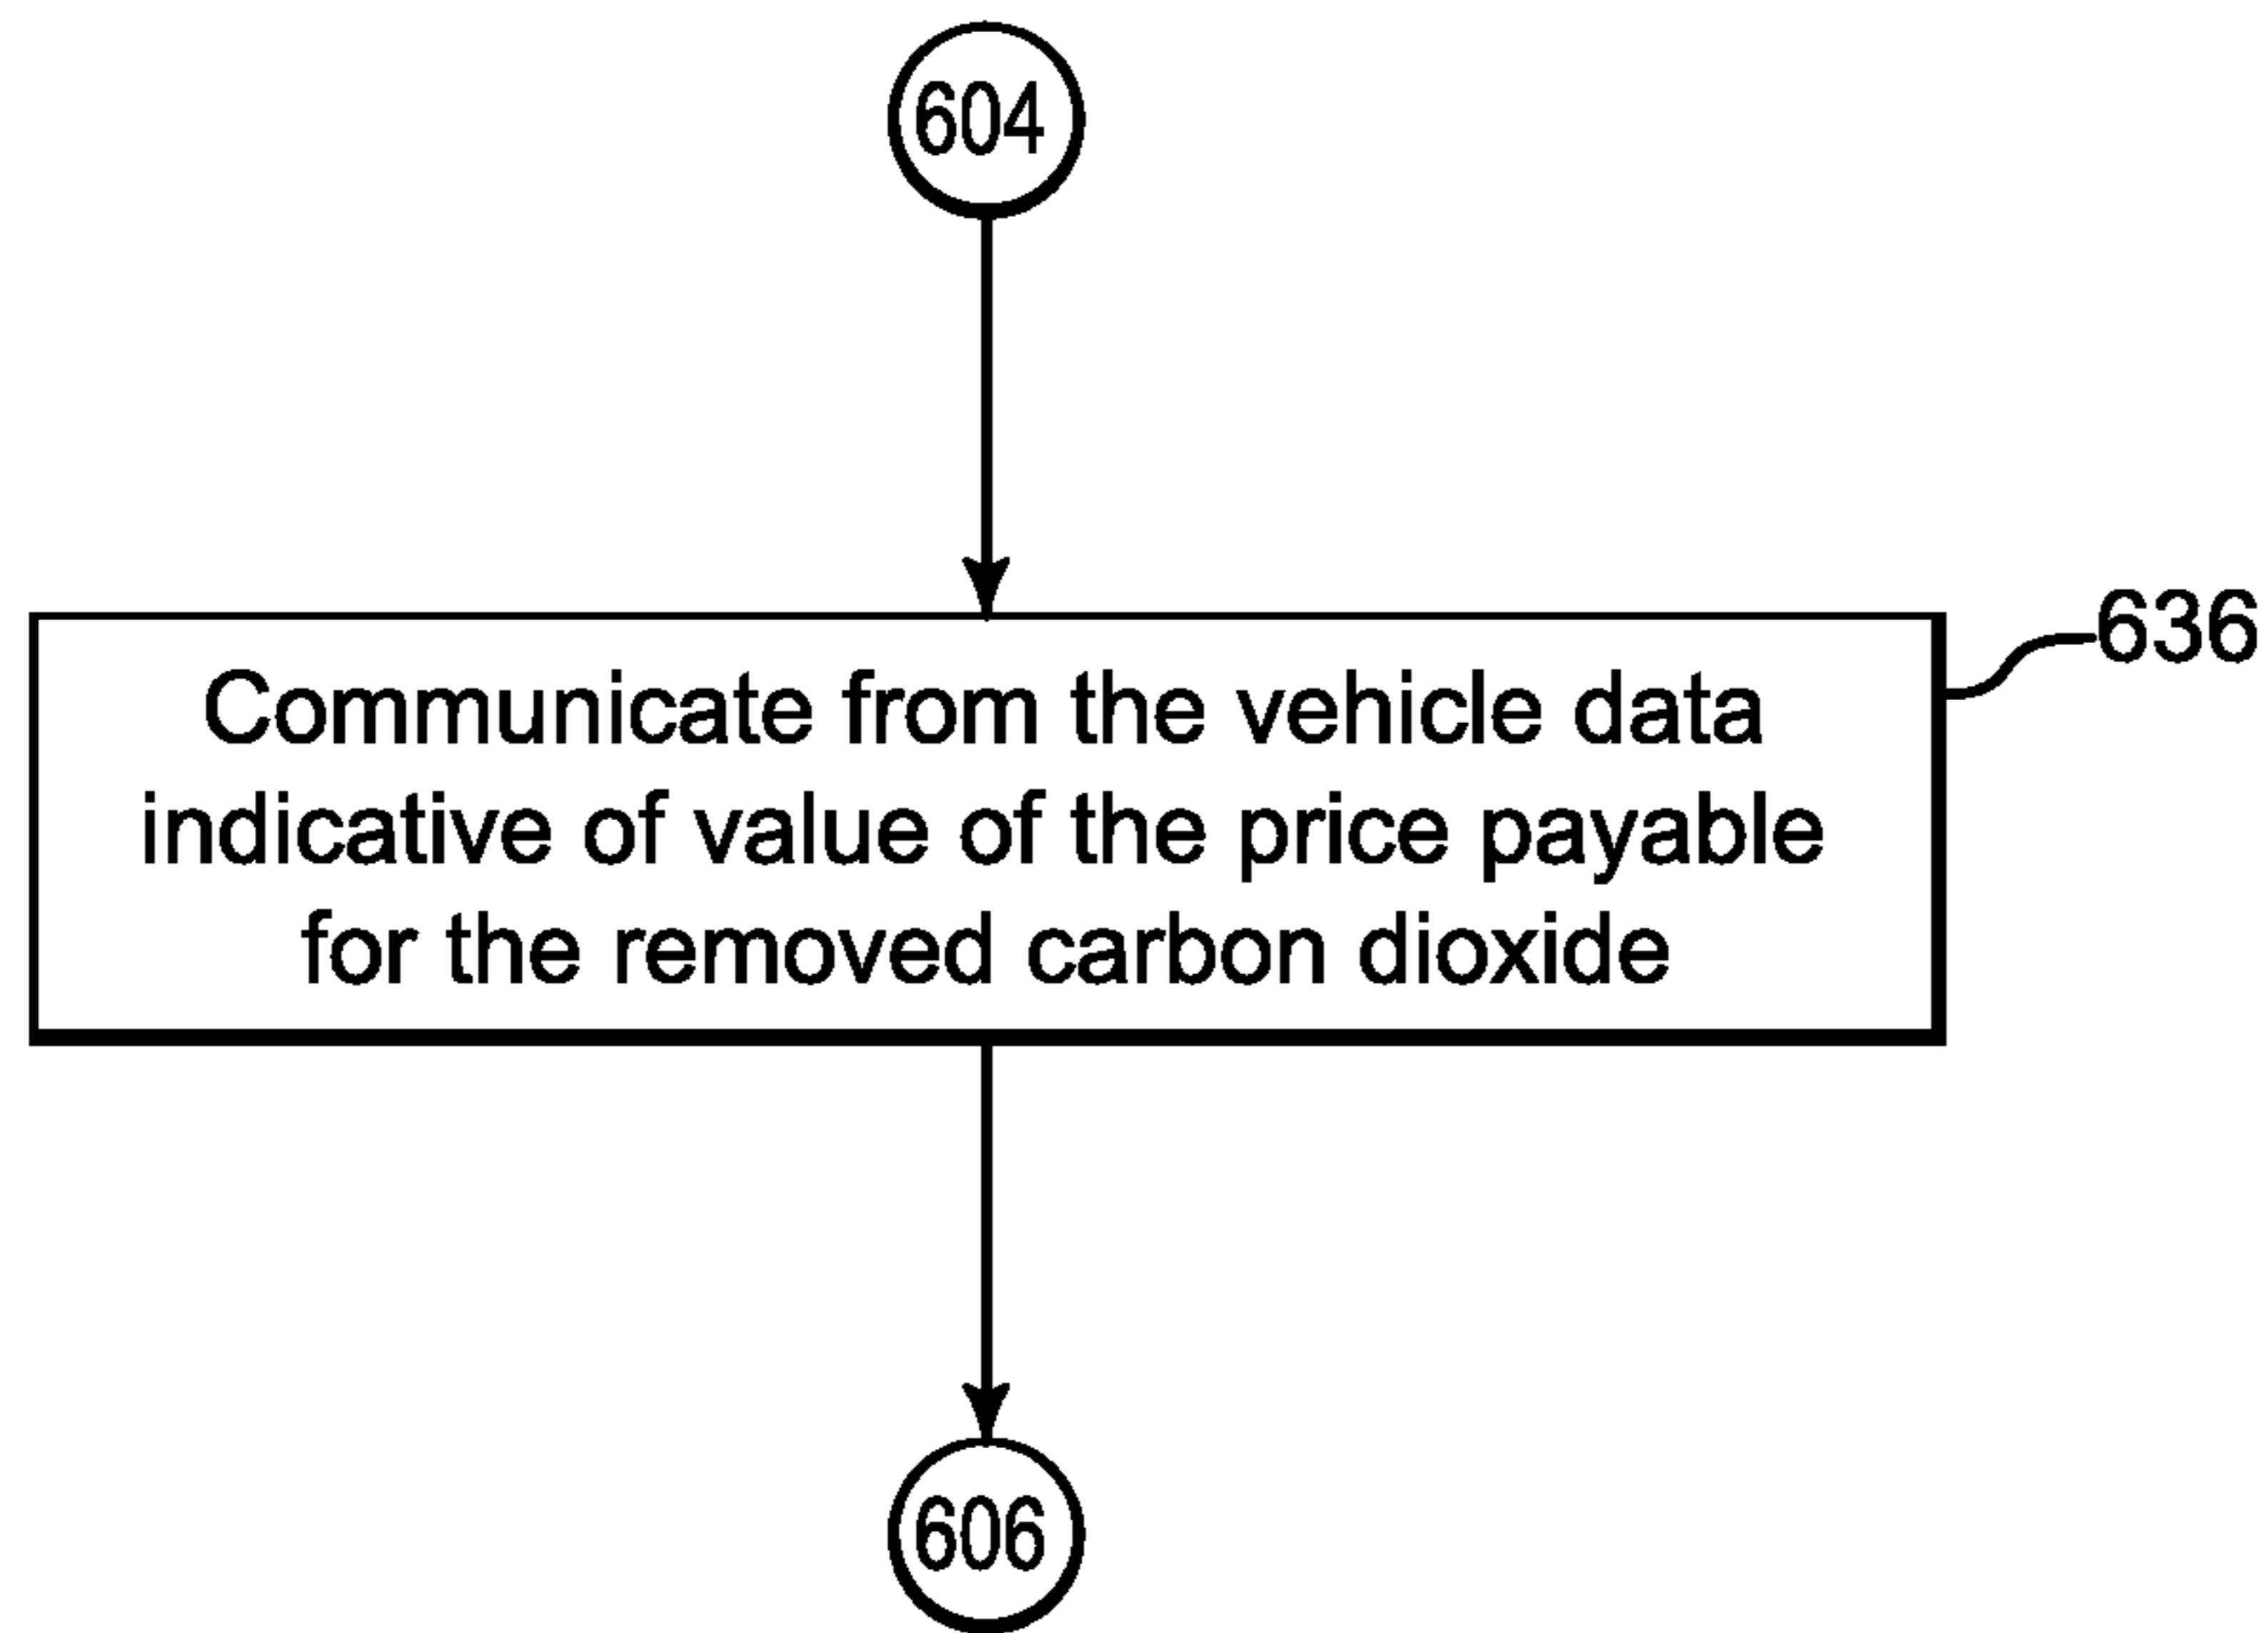 604
636
Communicate from the vehicle data
indicative of value of the price payable
for the removed carbon dioxide
606